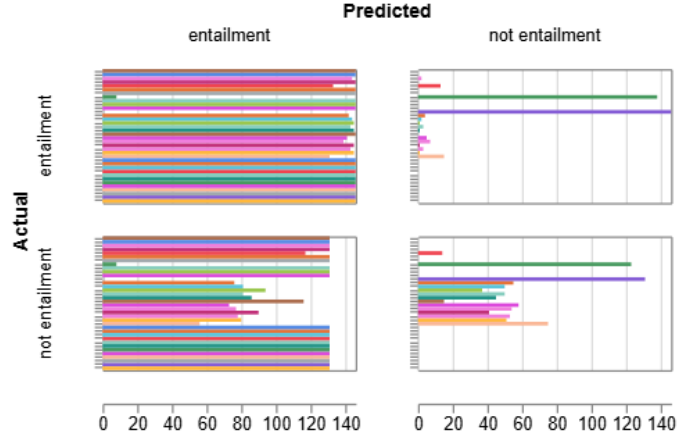 Predicted
entailment not entailment
Actual
entailment
not entailment
0 20 40 60 80 100 120 140 0 20 40 60 80 100 120 140